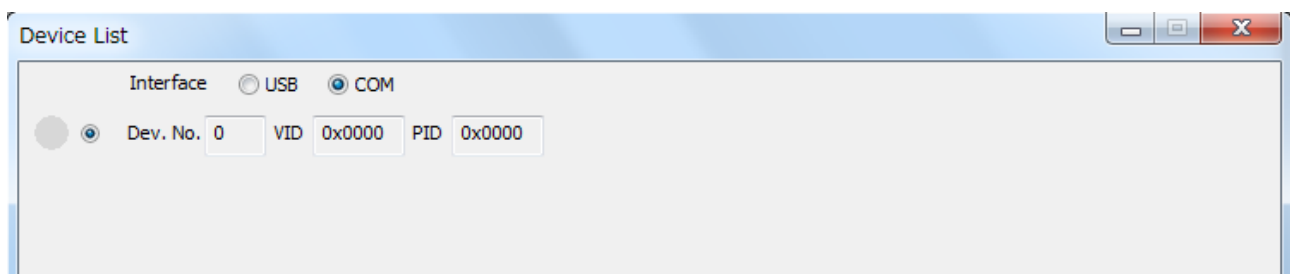 Device List
Interface USB COM
Dev. No. 0 VID 0x0000 PID 0x0000